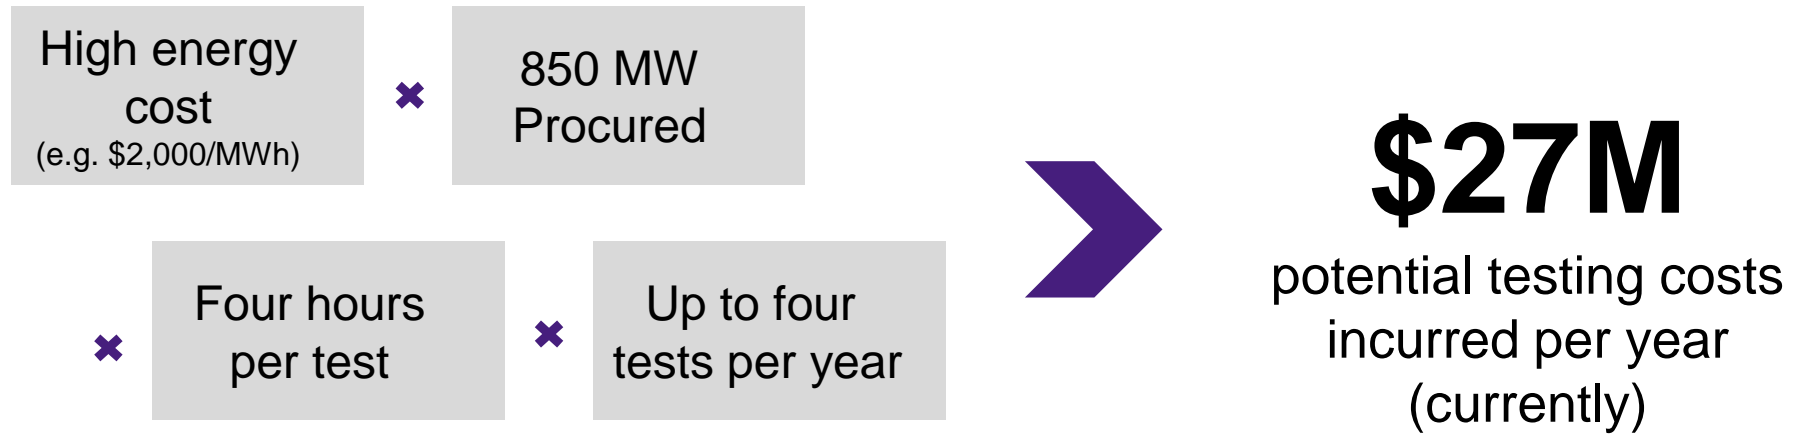 High energy
cost
(e.g. $2,000/MWh)
850 MW
Procured
Four hours
per test
Up to four
tests per year
$27M
potential testing costs
incurred per year
(currently)